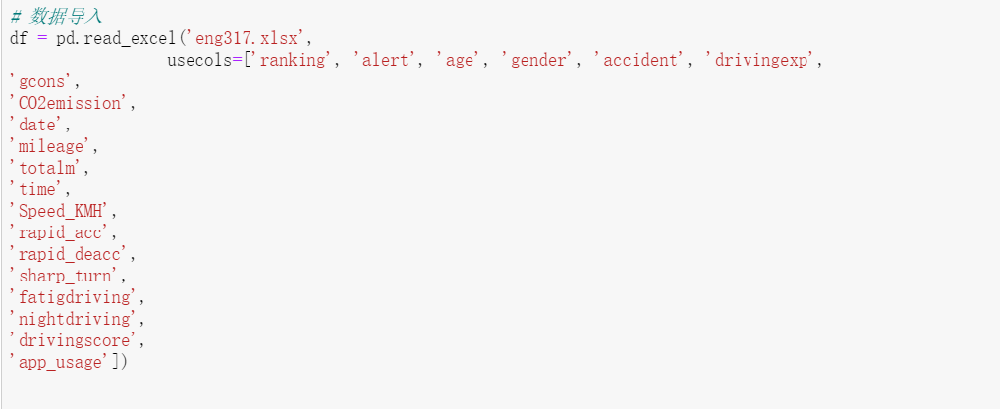 # 数据导入
df = pd.read_excel('eng317.xlsx',
usecols=['ranking', 'alert', 'age', 'gender', 'accident', 'drivingexp',
'gcons',
'CO2emission',
'date',
'mileage',
'totalm',
'time',
'Speed_KMH',
'rapid_acc',
'rapid_deacc',
'sharp_turn',
'fatigdriving',
'nightdriving',
'drivingscore',
'app_usage'])